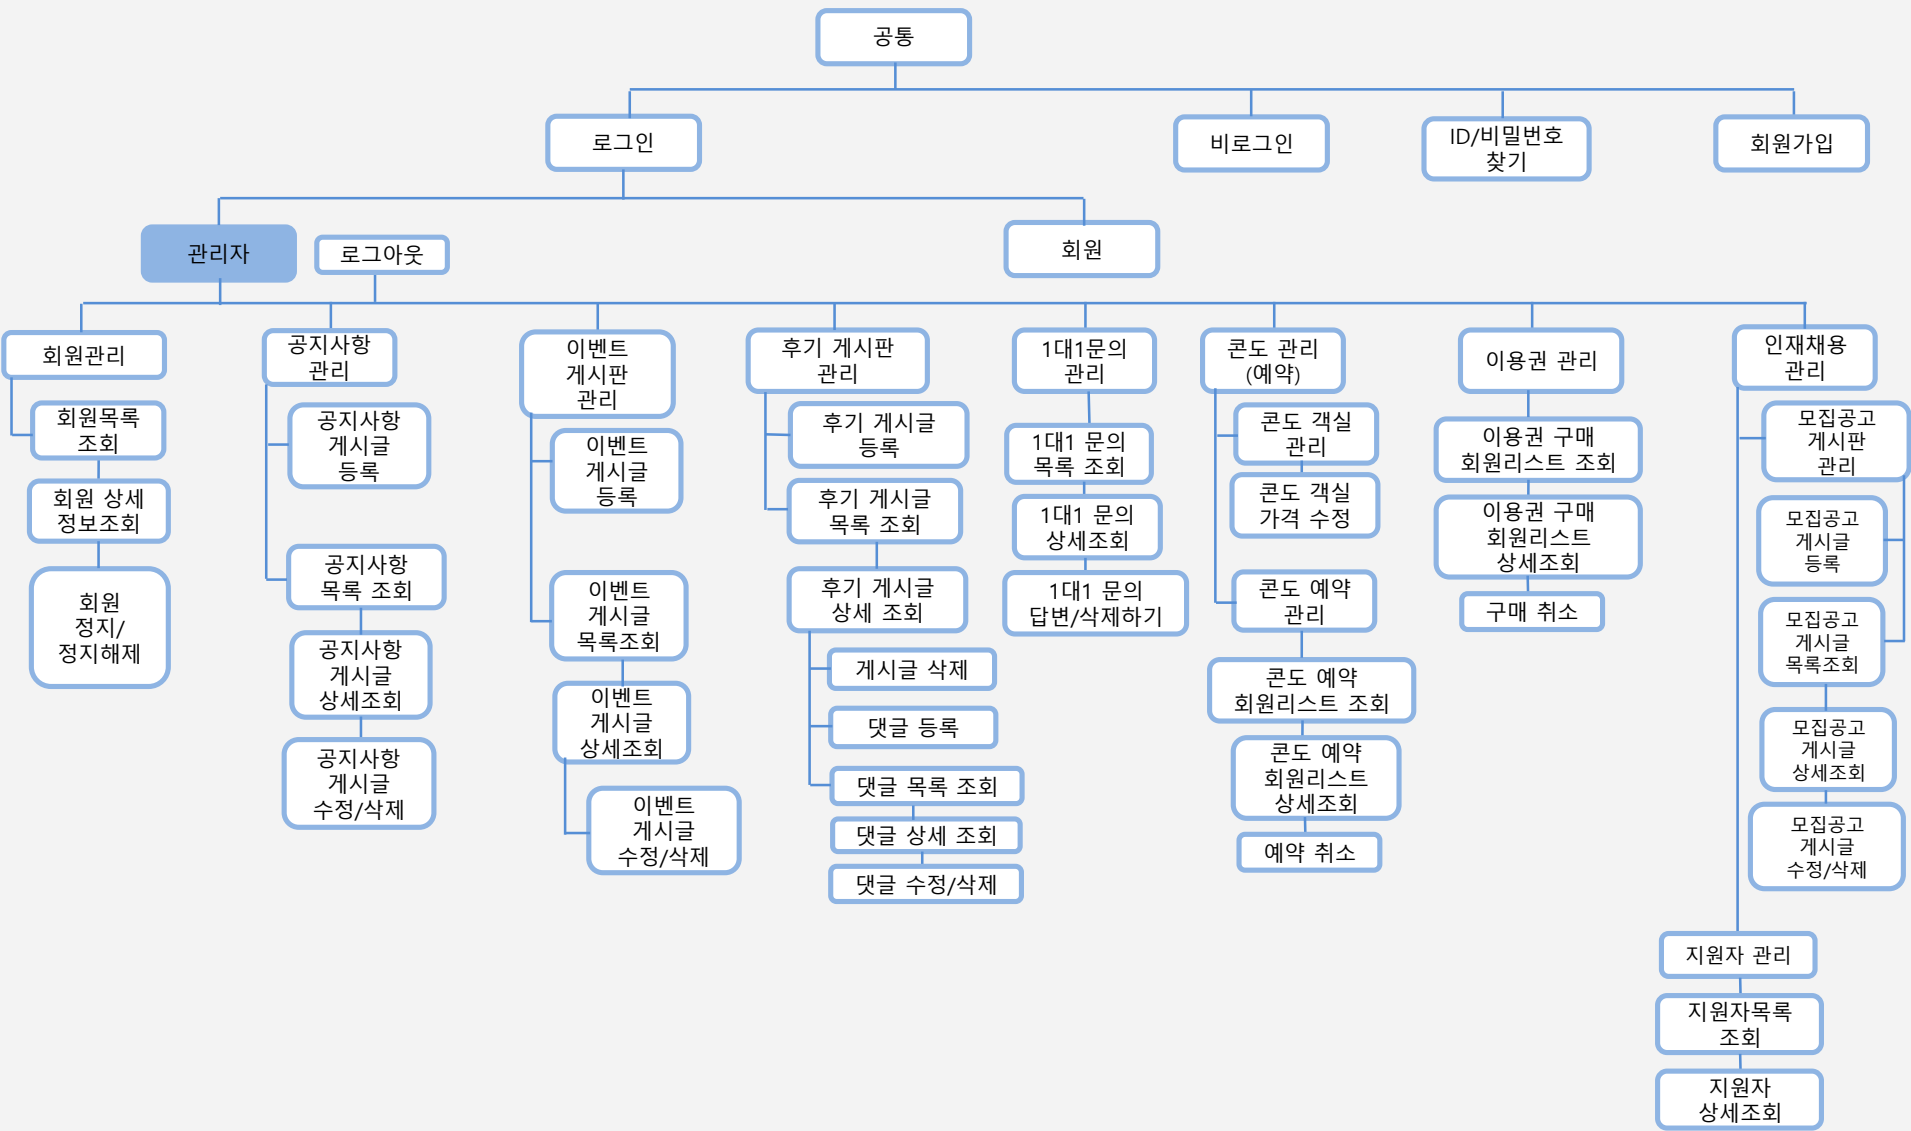 공통
로그인
비로그인
ID/비밀번호
찾기
회원가입
관리자
로그아웃
회원
회원관리
회원목록
조회
회원 상세
정보조회
회원
정지/
정지해제
공지사항
관리
공지사항
게시글
등록
공지사항
목록 조회
공지사항
게시글
상세조회
공지사항
게시글
수정/삭제
이벤트
게시판
관리
이벤트
게시글
등록
이벤트
게시글
목록조회
이벤트
게시글
상세조회
이벤트
게시글
수정/삭제
후기 게시판
관리
후기 게시글
등록
후기 게시글
목록 조회
후기 게시글
상세 조회
게시글 삭제
댓글 등록
댓글 목록 조회
댓글 상세 조회
댓글 수정/삭제
1대1문의
관리
1대1 문의
목록 조회
1대1 문의
상세조회
1대1 문의
답변/삭제하기
콘도 관리
(예약)
콘도 객실
관리
콘도 객실
가격 수정
콘도 예약
관리
콘도 예약
회원리스트 조회
콘도 예약
회원리스트
상세조회
예약 취소
이용권 관리
이용권 구매
회원리스트 조회
이용권 구매
회원리스트
상세조회
구매 취소
인재채용
관리
모집공고
게시판
관리
모집공고
게시글
등록
모집공고
게시글
목록조회
모집공고
게시글
상세조회
모집공고
게시글
수정/삭제
지원자 관리
지원자목록
조회
지원자
상세조회